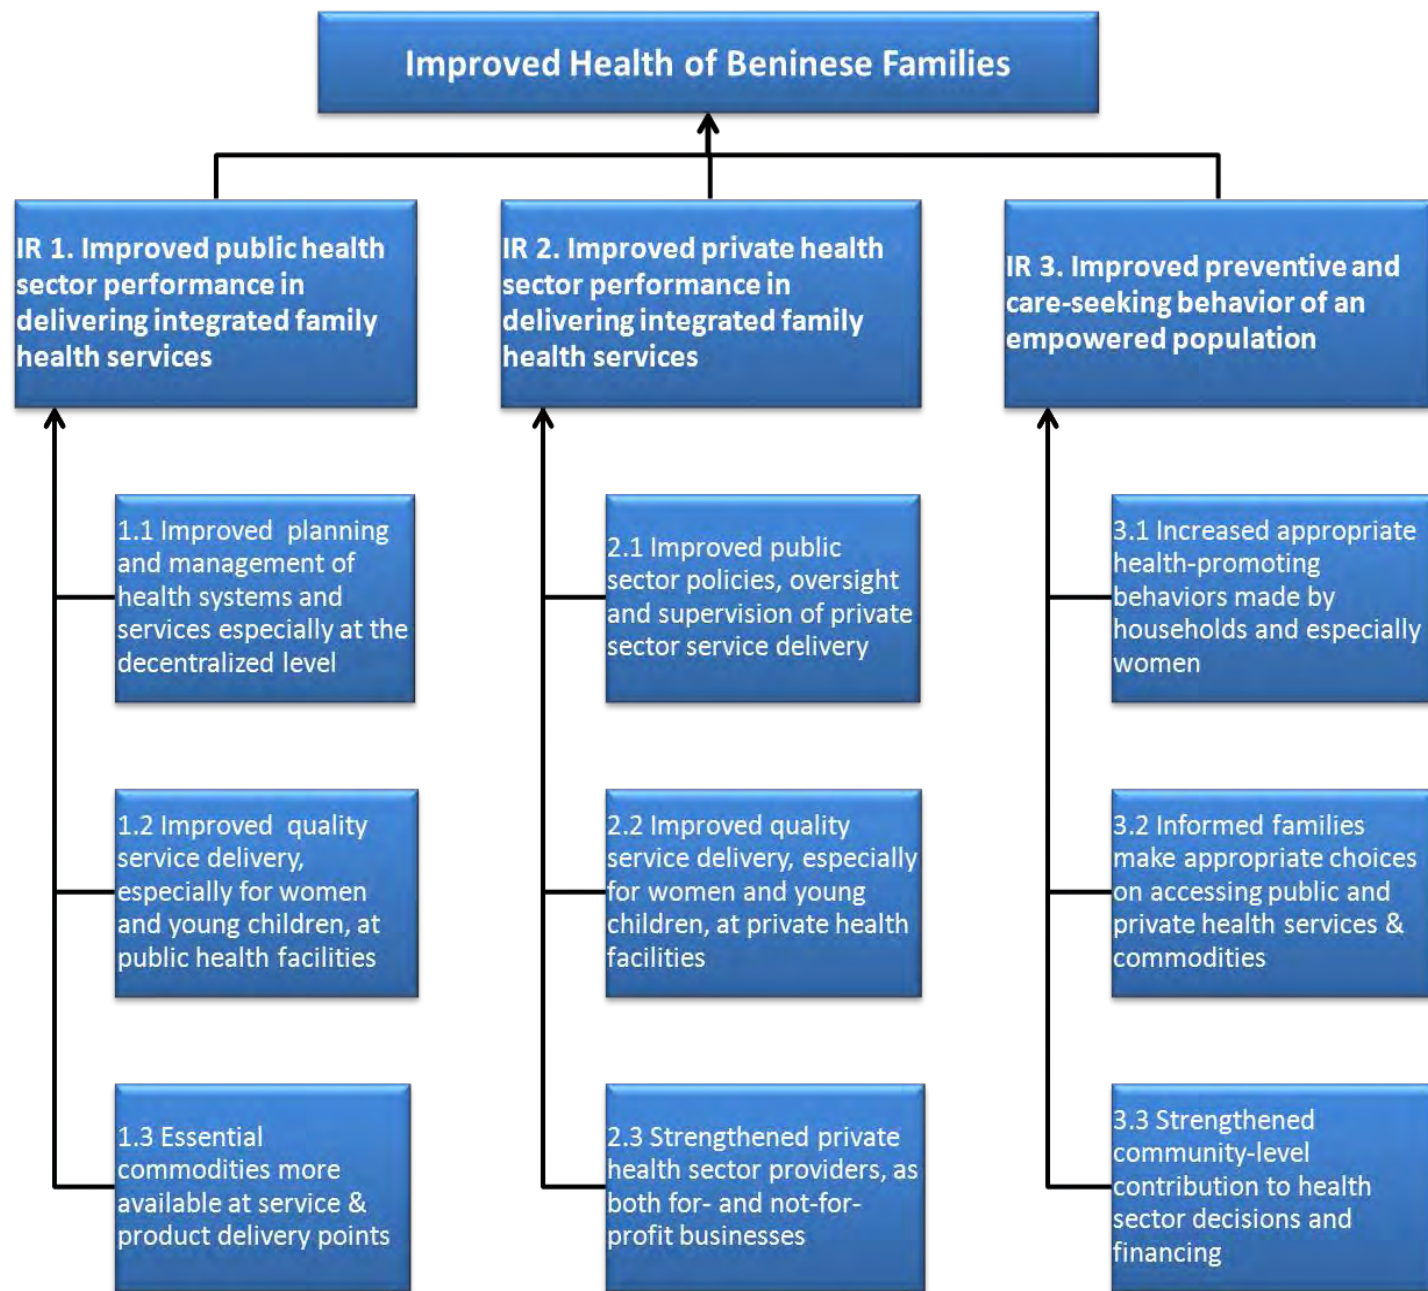 Improved Health of Beninese Families
IR 1. Improved public health
sector performance in
delivering integrated family
health services
IR 2. Improved private health
sector performance in
delivering integrated family
health services
IR 3. Improved preventive and
care-seeking behavior of an
empowered population
1.1 Improved planning
and management of
health systems and
services especially at the
decentralized level
2.1 Improved public
sector policies, oversight
and supervision of private
sector service delivery
3.1 Increased appropriate
health-promoting
behaviors made by
households and especially
women
1.2 Improved quality
service delivery,
especially for women
and young children, at
public health facilities
2.2 Improved quality
service delivery, especially
for women and young
children, at private health
facilities
3.2 Informed families
make appropriate choices
on accessing public and
private health services &
commodities
1.3 Essential
commodities more
available at service &
product delivery points
2.3 Strengthened private
health sector providers, as
both for- and not-for-
profit businesses
3.3 Strengthened
community-level
contribution to health
sector decisions and
financing